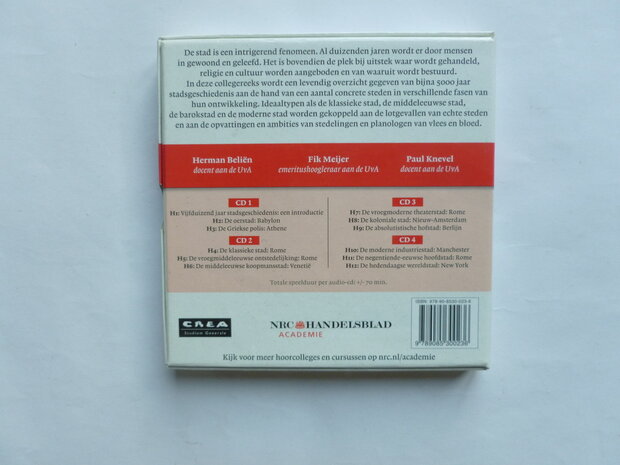 De stad is een intrigerend fenomeen. Al duizenden jaren wordt er door mensen
in gewoond en geleefd. Het is bovendien de plek bij uitstek waar wordt gehandeld,
religie en cultuur worden aangeboden en van waaruit wordt bestuurd.
In deze collegereeks wordt een levendig overzicht gegeven van bijna 5000 jaar
stadsgeschiedenis aan de hand van een aantal concrete steden in verschillende fasen van
hun ontwikkeling. Ideaaltypen als de klassieke stad, de middeleeuwse stad,
de barokstad en de moderne stad worden gekoppeld aan de lotgevallen van echte steden
en aan de opvattingen en ambities van stedelingen en planologen van vlees en bloed.
Herman Beliën
docent aan de UvA
Fik Meijer
emeritushoogleraar aan de UvA
Paul Knevel
docent aan de UvA
CD 1
H1: Vijfduizend jaar stadsgeschiedenis: een introductie
H2: De oerstad: Babylon
H3: De Griekse polis: Athene
CD 2
H4: De klassieke stad: Rome
H5: De vroegmiddeleeuwse ontstedelijking: Rome
H6: De middeleeuwse koopmansstad: Venetië
CD 3
H7: De vroegmoderne theaterstad: Rome
H8: De koloniale stad: Nieuw-Amsterdam
H9: De absolutistische hofstad: Berlijn
CD 4
H10: De moderne industriestad: Manchester
H11: De negentiende-eeuwse hoofdstad: Rome
H12: De hedendaagse wereldstad: New York
Totale speelduur per audio-cd: +/- 70 min.
CREA
Studium Generale
NRC HANDELSBLAD
ACADEMIE
ISBN: 978-90-8530-023-6
9 789085 300236
Kijk voor meer hoorcolleges en cursussen op nrc.nl/academie